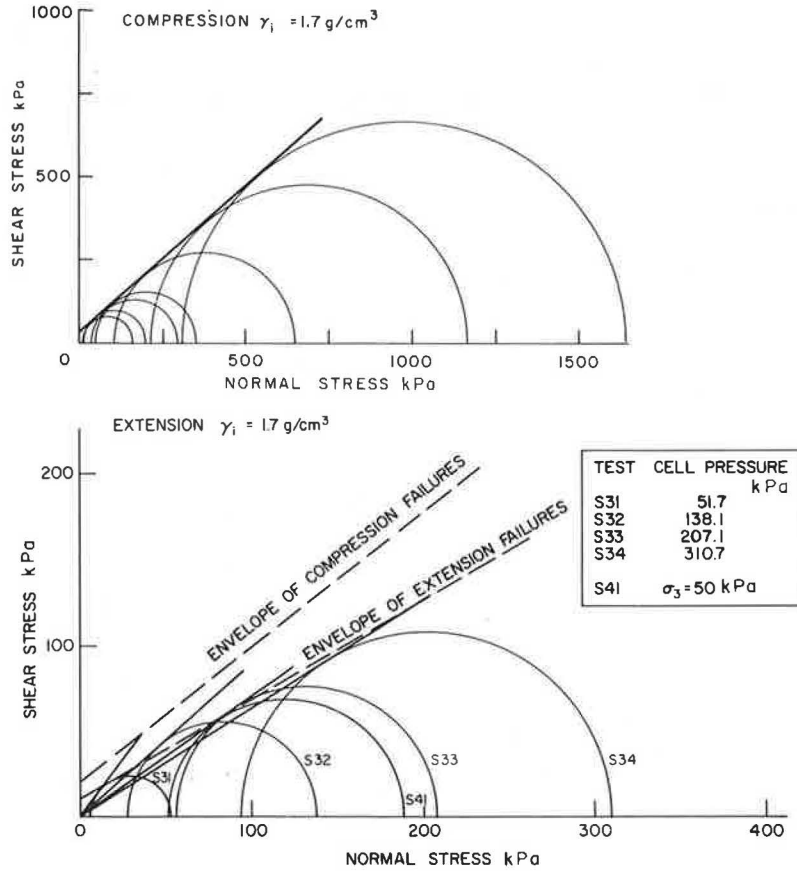 COMPRESSION γi = 1.7 g/cm³
1000
500
0
SHEAR STRESS kPa
0 500 1000 1500
NORMAL STRESS kPa
EXTENSION γi = 1.7 g/cm³
200
100
0
SHEAR STRESS kPa
ENVELOPE OF COMPRESSION FAILURES
ENVELOPE OF EXTENSION FAILURES
TEST CELL PRESSURE
kPa
S31 51.7
S32 138.1
S33 207.1
S34 310.7
S41 σ3=50 kPa
S31
S32
S41
S33
S34
0 100 200 300 400
NORMAL STRESS kPa